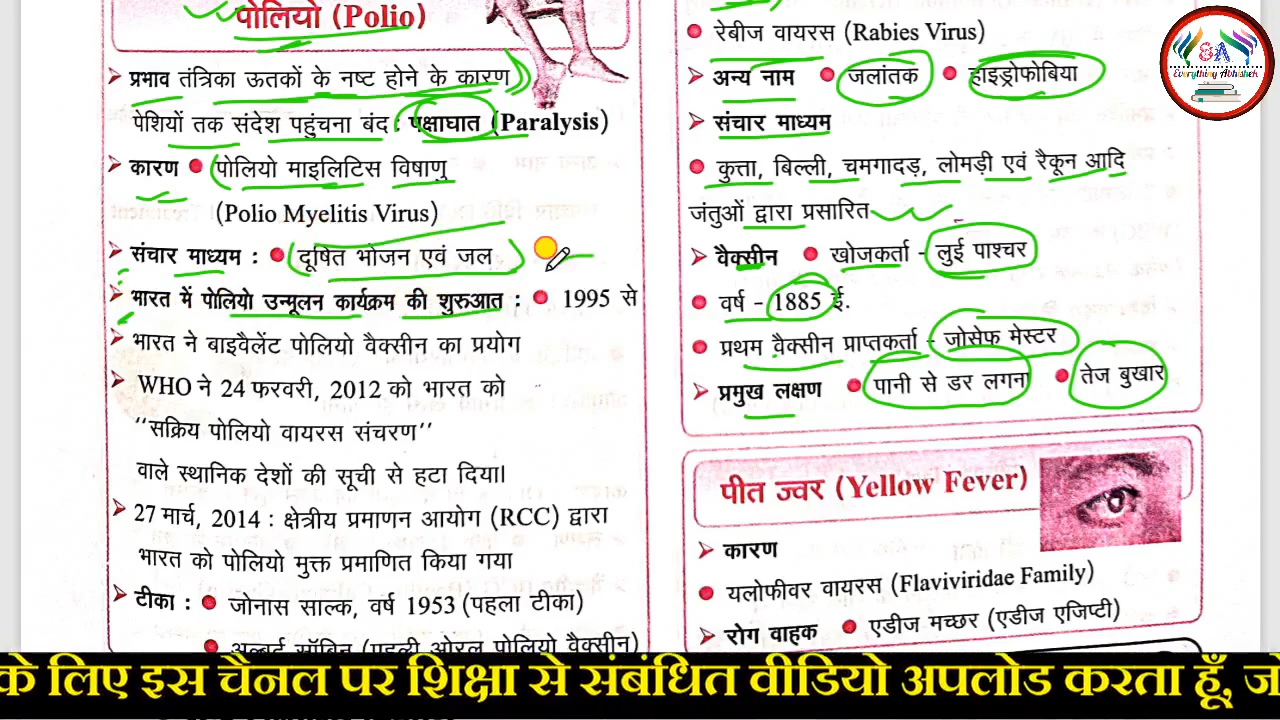 पोलियो (Polio)
प्रभाव तंत्रिका ऊतकों के नष्ट होने के कारण
पेशियों तक संदेश पहुंचना बंद : पक्षाघात (Paralysis)
कारण • पोलियो माइलिटिस विषाणु
(Polio Myelitis Virus)
संचार माध्यम : • दूषित भोजन एवं जल
भारत में पोलियो उन्मूलन कार्यक्रम की शुरुआत : • 1995 से
भारत ने बाइवैलेंट पोलियो वैक्सीन का प्रयोग
WHO ने 24 फरवरी, 2012 को भारत को
"सक्रिय पोलियो वायरस संचरण"
वाले स्थानिक देशों की सूची से हटा दिया।
27 मार्च, 2014 : क्षेत्रीय प्रमाणन आयोग (RCC) द्वारा
भारत को पोलियो मुक्त प्रमाणित किया गया
टीका : • जोनास साल्क, वर्ष 1953 (पहला टीका)
• अल्बर्ट सॉबिन (पहली ओरल पोलियो वैक्सीन)
• रेबीज वायरस (Rabies Virus)
अन्य नाम • जलांतक • हाइड्रोफोबिया
संचार माध्यम
• कुत्ता, बिल्ली, चमगादड़, लोमड़ी एवं रैकून आदि
जंतुओं द्वारा प्रसारित
वैक्सीन • खोजकर्ता - लुई पाश्चर
• वर्ष - 1885 ई.
• प्रथम वैक्सीन प्राप्तकर्ता - जोसेफ मेस्टर
प्रमुख लक्षण • पानी से डर लगना • तेज बुखार
पीत ज्वर (Yellow Fever)
कारण
• यलोफीवर वायरस (Flaviviridae Family)
रोग वाहक • एडीज मच्छर (एडीज एजिप्टी)
SA
Everything Abhishek
के लिए इस चैनल पर शिक्षा से संबंधित वीडियो अपलोड करता हूँ, ज